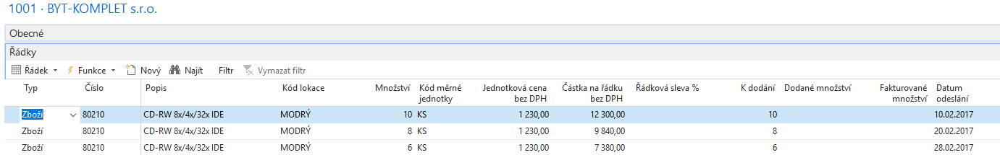 1001 · BYT-KOMPLET s.r.o.
Obecné
Řádky
Řádek Funkce Nový Najít Filtr Vymazat filtr
Typ Číslo Popis Kód lokace Množství Kód měrné jednotky Jednotková cena bez DPH Částka na řádku bez DPH Řádková sleva % K dodání Dodané množství Fakturované množství Datum odeslání
Zboží 80210 CD-RW 8x/4x/32x IDE MODRÝ 10 KS 1 230,00 12 300,00 10 10.02.2017
Zboží 80210 CD-RW 8x/4x/32x IDE MODRÝ 8 KS 1 230,00 9 840,00 8 20.02.2017
Zboží 80210 CD-RW 8x/4x/32x IDE MODRÝ 6 KS 1 230,00 7 380,00 6 28.02.2017